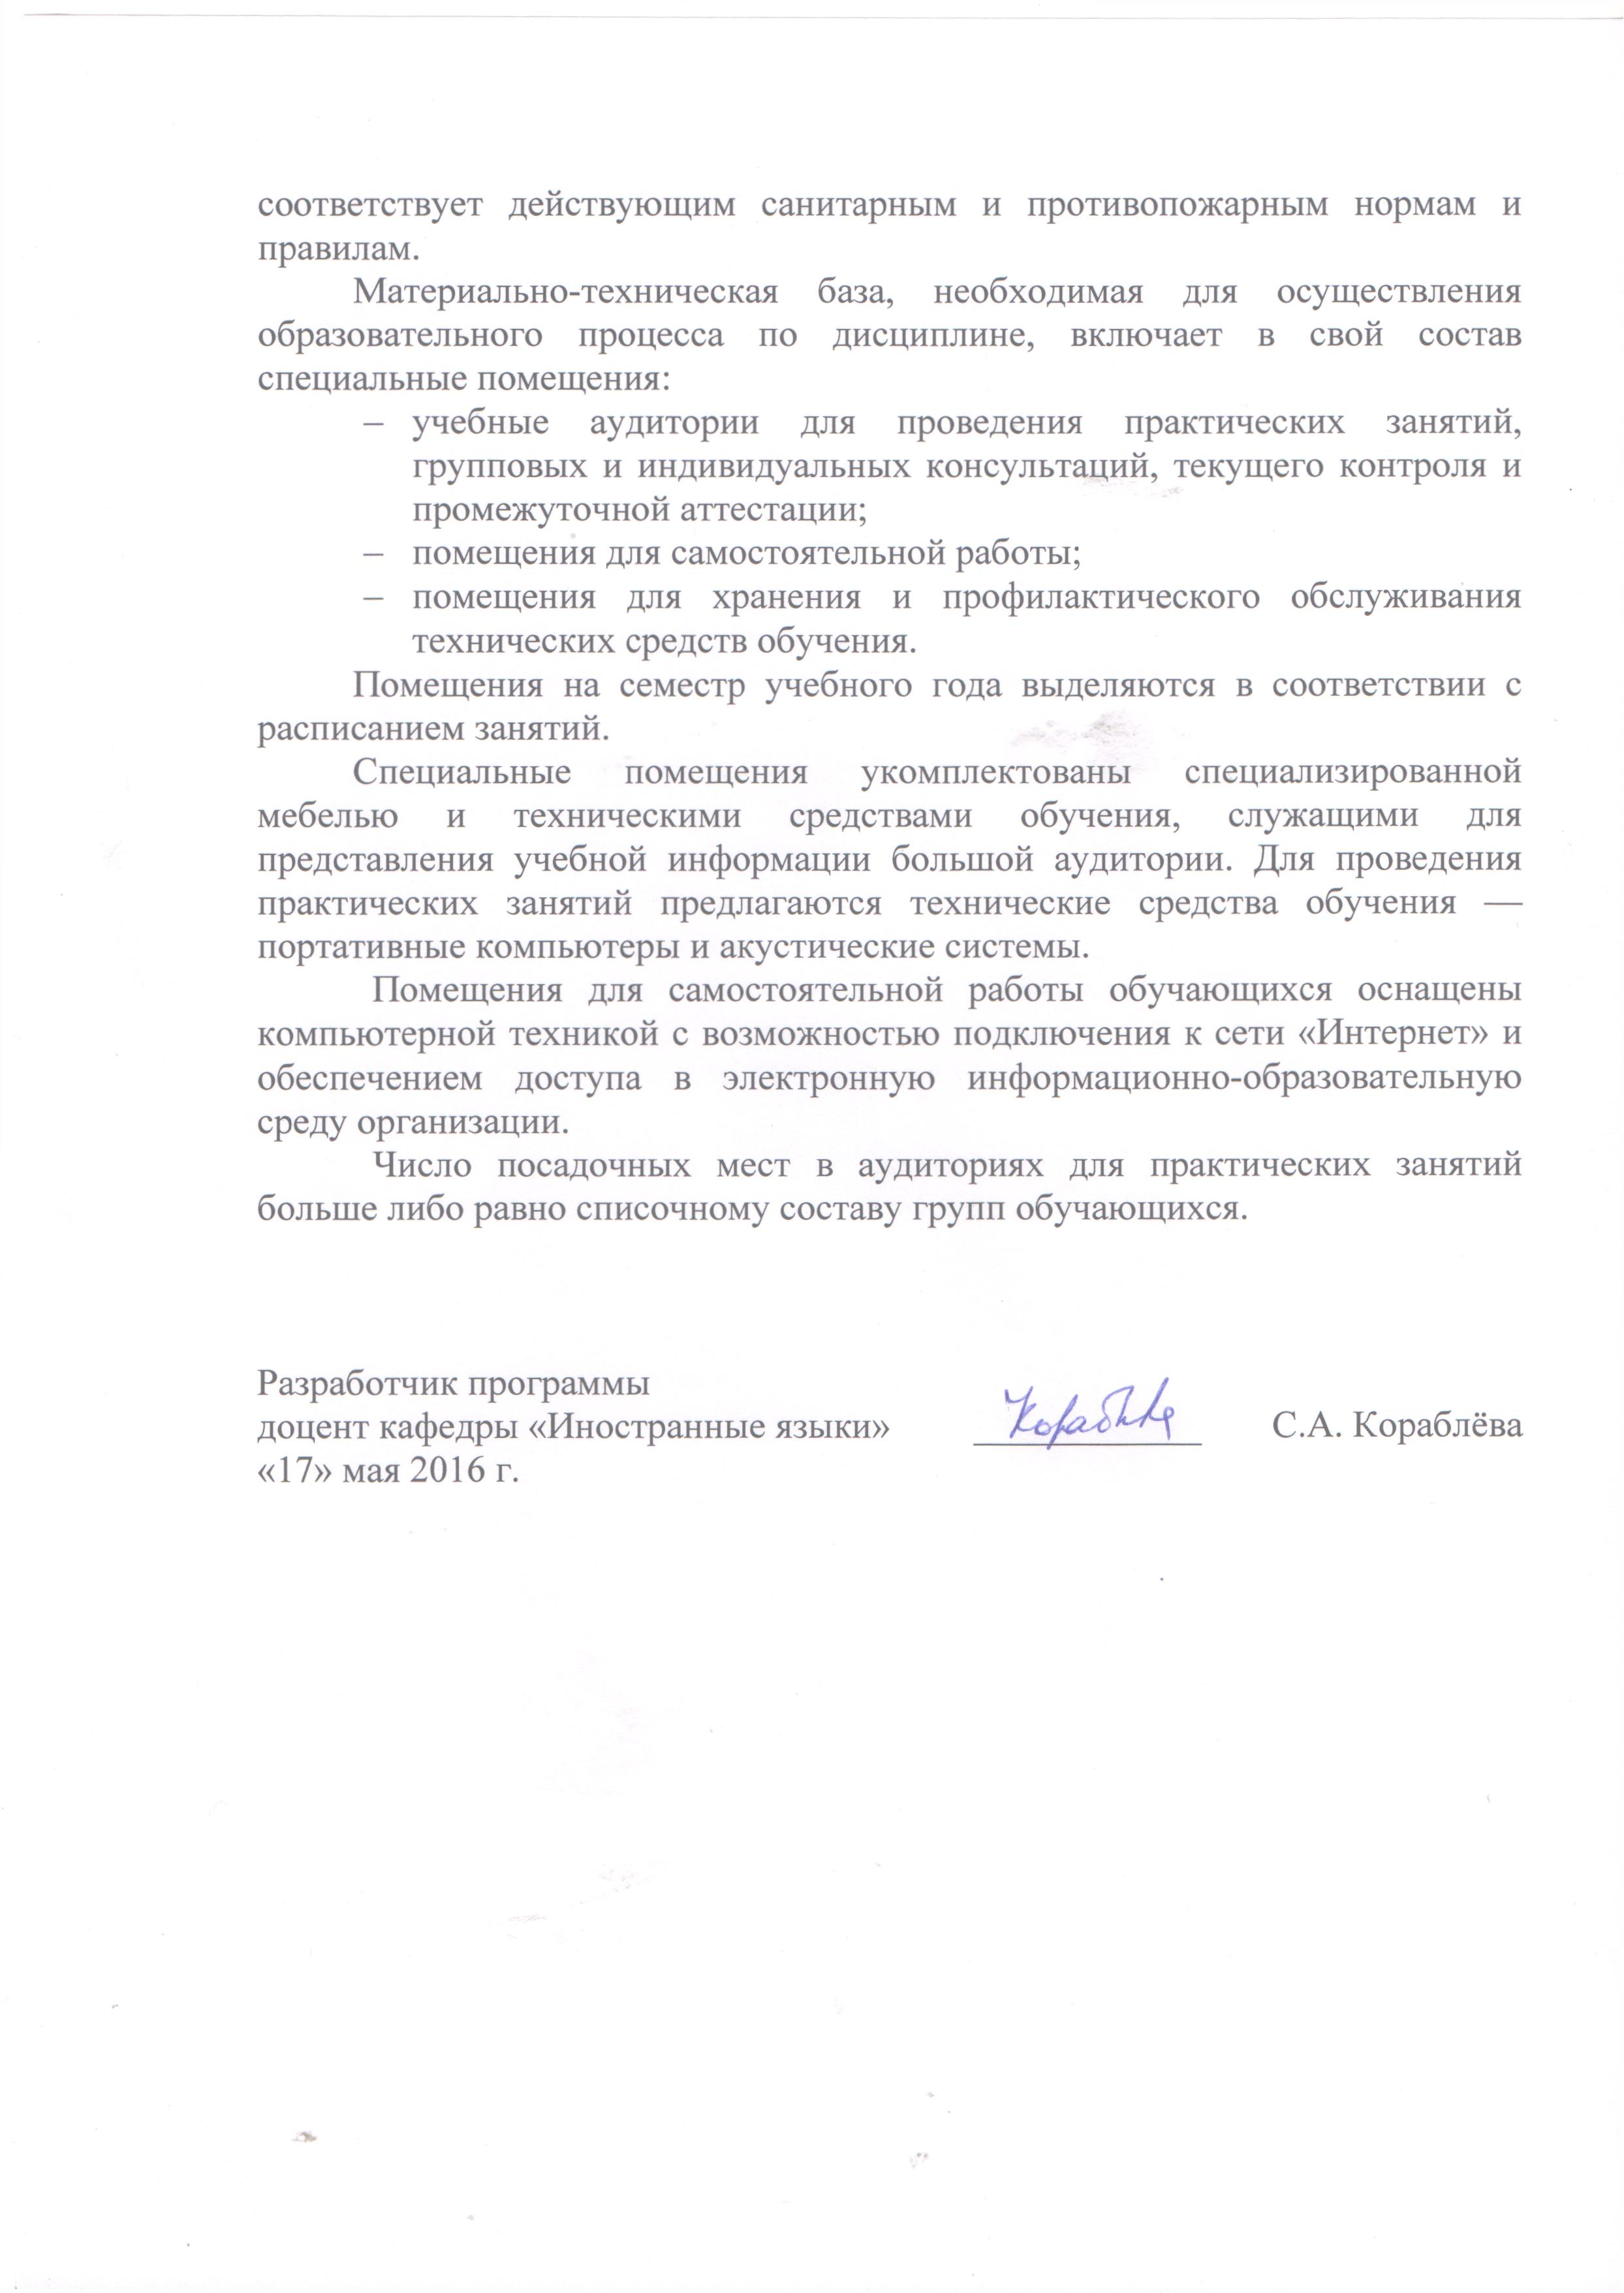 соответствует действующим санитарным и противопожарным нормам и
правилам.
Материально-техническая база, необходимая для осуществления
образовательного процесса по дисциплине, включает в свой состав
специальные помещения:
– учебные аудитории для проведения практических занятий,
групповых и индивидуальных консультаций, текущего контроля и
промежуточной аттестации;
– помещения для самостоятельной работы;
– помещения для хранения и профилактического обслуживания
технических средств обучения.
Помещения на семестр учебного года выделяются в соответствии с
расписанием занятий.
Специальные помещения укомплектованы специализированной
мебелью и техническими средствами обучения, служащими для
представления учебной информации большой аудитории. Для проведения
практических занятий предлагаются технические средства обучения —
портативные компьютеры и акустические системы.
Помещения для самостоятельной работы обучающихся оснащены
компьютерной техникой с возможностью подключения к сети «Интернет» и
обеспечением доступа в электронную информационно-образовательную
среду организации.
Число посадочных мест в аудиториях для практических занятий
больше либо равно списочному составу групп обучающихся.
Разработчик программы
доцент кафедры «Иностранные языки» С.А. Кораблёва
«17» мая 2016 г.